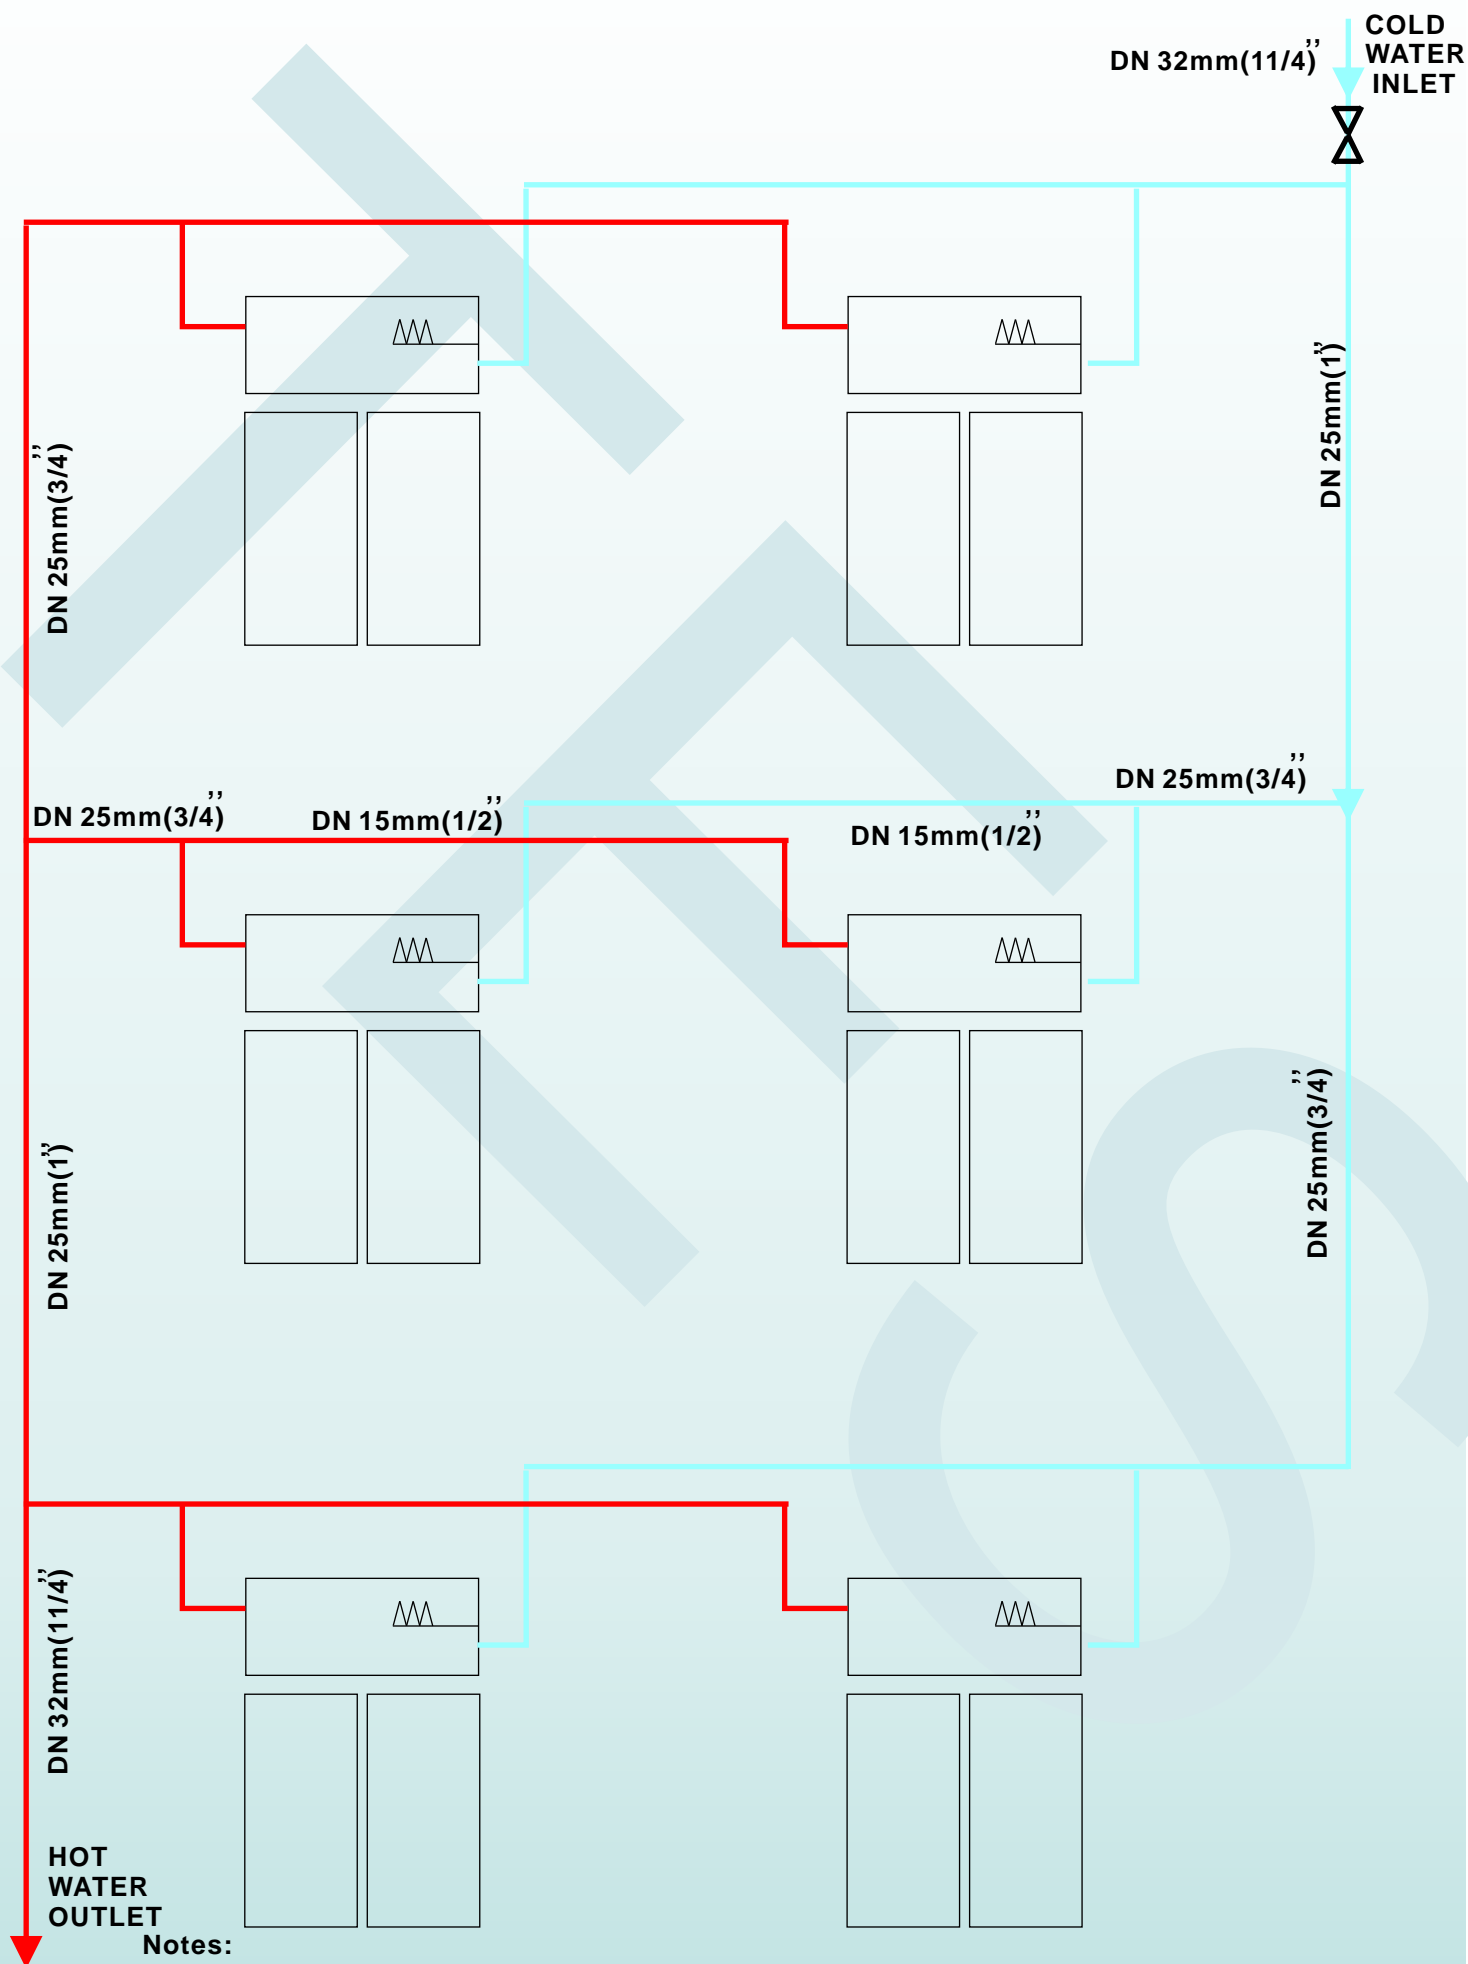 COLD
WATER
INLET
DN 32mm(11/4)’’
DN 25mm(1)’’
DN 25mm(3/4)’’
DN 25mm(3/4)’’
DN 25mm(3/4)’’
DN 15mm(1/2)’’
DN 15mm(1/2)’’
DN 25mm(1)’’
DN 25mm(3/4)’’
DN 32mm(11/4)’’
HOT
WATER
OUTLET
Notes:
TES